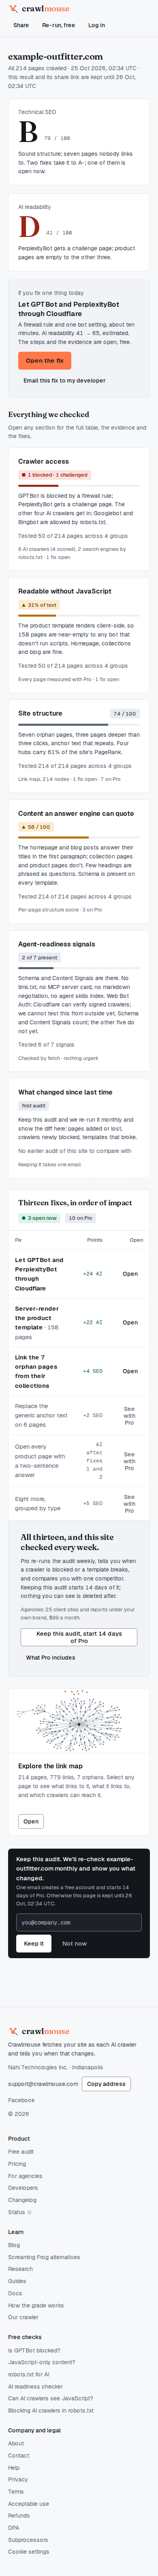 crawlmouse
Share Re-run, free Log in
example-outfitter.com
All 214 pages crawled · 25 Oct 2026, 02:34 UTC ·
this result and its share link are kept until 26 Oct,
02:34 UTC
Technical SEO
B 79 / 100
Sound structure; seven pages nobody links
to. Two fixes take it to A-; one of them is
open now.
AI readability
D 41 / 100
PerplexityBot gets a challenge page; product
pages are empty to the other three.
If you fix one thing today
Let GPTBot and PerplexityBot
through Cloudflare
A firewall rule and one bot setting, about ten
minutes. AI readability 41 → 65, estimated.
The steps and the evidence are open, free.
Open the fix
Email this fix to my developer
Everything we checked
Open any section for the full table, the evidence and
the fixes.
Crawler access
1 blocked · 1 challenged
GPTBot is blocked by a firewall rule;
PerplexityBot gets a challenge page. The
other four AI crawlers get in; Googlebot and
Bingbot are allowed by robots.txt.
Tested 50 of 214 pages across 4 groups
6 AI crawlers (4 scored), 2 search engines by
robots.txt · 1 fix open
Readable without JavaScript
31% of text
The product template renders client-side, so
158 pages are near-empty to any bot that
doesn't run scripts. Homepage, collections
and blog are fine.
Tested 50 of 214 pages across 4 groups
Every page measured with Pro · 1 fix open
Site structure
74 / 100
Seven orphan pages, three pages deeper than
three clicks, anchor text that repeats. Four
hubs carry 61% of the site's PageRank.
Tested 214 of 214 pages across 4 groups
Link map, 214 nodes · 1 fix open · 7 on Pro
Content an answer engine can quote
58 / 100
The homepage and blog posts answer their
titles in the first paragraph; collection pages
and product pages don't. Few headings are
phrased as questions. Schema is present on
every template.
Tested 214 of 214 pages across 4 groups
Per-page structure score · 3 on Pro
Agent-readiness signals
2 of 7 present
Schema and Content Signals are there. No
llms.txt, no MCP server card, no markdown
negotiation, no agent skills index. Web Bot
Auth: Cloudflare can verify signed crawlers;
we cannot test this from outside yet. Schema
and Content Signals count; the other five do
not yet.
Tested 6 of 7 signals
Checked by fetch · nothing urgent
What changed since last time
first audit
Keep this audit and we re-run it monthly and
show the diff here: pages added or lost,
crawlers newly blocked, templates that broke.
No earlier audit of this site to compare with
Keeping it takes one email
Thirteen fixes, in order of impact
3 open now 10 on Pro
Fix Points Open
Let GPTBot and
PerplexityBot
through
Cloudflare
+24 AI Open
Server-render
the product
template · 158
pages
+22 AI Open
Link the 7
orphan pages
from their
collections
+4 SEO Open
Replace the
generic anchor text
on 6 pages
+2 SEO
See
with
Pro
Open every
product page with
a two-sentence
answer
AI
after
fixes
1 and
2
See
with
Pro
Eight more,
grouped by type
+5 SEO
See
with
Pro
All thirteen, and this site
checked every week.
Pro re-runs the audit weekly, tells you when
a crawler is blocked or a template breaks,
and compares you with one competitor.
Keeping this audit starts 14 days of it;
nothing you can see is deleted after.
Agencies: 25 client sites and reports under your
own brand, $99 a month.
Keep this audit, start 14 days
of Pro
What Pro includes
Explore the link map
214 pages, 779 links, 7 orphans. Select any
page to see what links to it, what it links to,
and which crawlers can reach it.
Open
Keep this audit. We'll re-check example-
outfitter.com monthly and show you what
changed.
One email creates a free account and starts 14
days of Pro. Otherwise this page is kept until 26
Oct, 02:34 UTC.
you@company.com
Keep it Not now
crawlmouse
Crawlmouse fetches your site as each AI crawler
and tells you when that changes.
Nahi Technologies Inc. · Indianapolis
support@crawlmouse.com Copy address
Facebook
© 2026
Product
Free audit
Pricing
For agencies
Developers
Changelog
Status
Learn
Blog
Screaming Frog alternatives
Research
Guides
Docs
How the grade works
Our crawler
Free checks
Is GPTBot blocked?
JavaScript-only content?
robots.txt for AI
AI readiness checker
Can AI crawlers see JavaScript?
Blocking AI crawlers in robots.txt
Company and legal
About
Contact
Help
Privacy
Terms
Acceptable use
Refunds
DPA
Subprocessors
Cookie settings